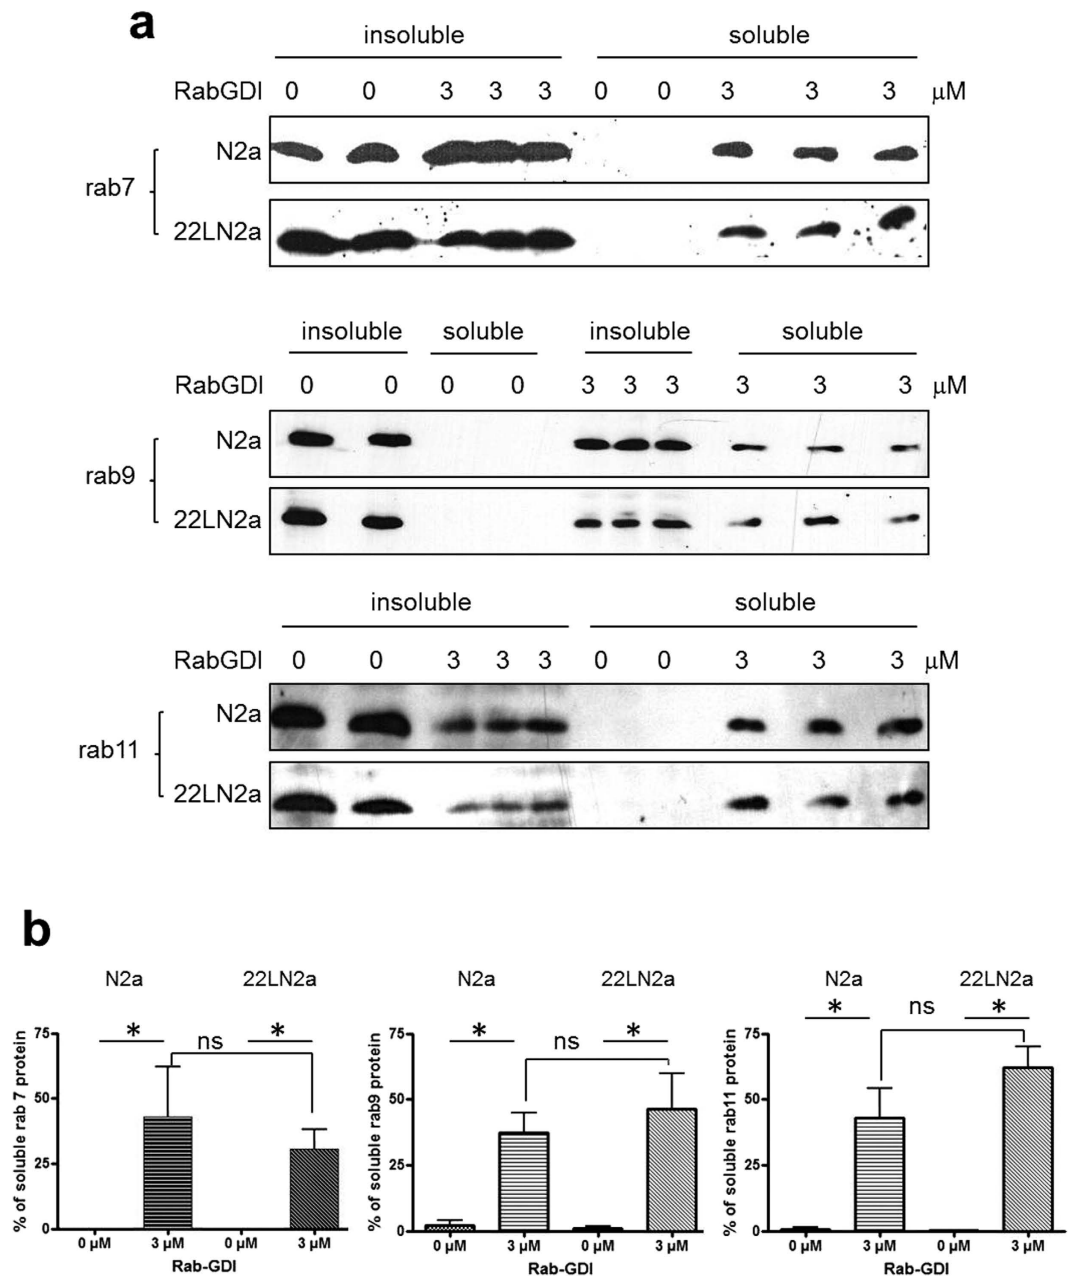 a
insoluble soluble
RabGDI 0 0 3 3 3 0 0 3 3 3 μM
N2a
rab7
22LN2a
insoluble soluble insoluble soluble
RabGDI 0 0 0 0 3 3 3 3 3 3 μM
N2a
rab9
22LN2a
insoluble soluble
RabGDI 0 0 3 3 3 0 0 3 3 3 μM
N2a
rab11
22LN2a
b
N2a 22LN2a
* ns *
% of soluble rab 7 protein
75
50
25
0
0 μM 3 μM 0 μM 3 μM
Rab-GDI
N2a 22LN2a
* ns *
% of soluble rab9 protein
75
50
25
0
0 μM 3 μM 0 μM 3 μM
Rab-GDI
N2a 22LN2a
* ns *
% of soluble rab11 protein
75
50
25
0
0 μM 3 μM 0 μM 3 μM
Rab-GDI